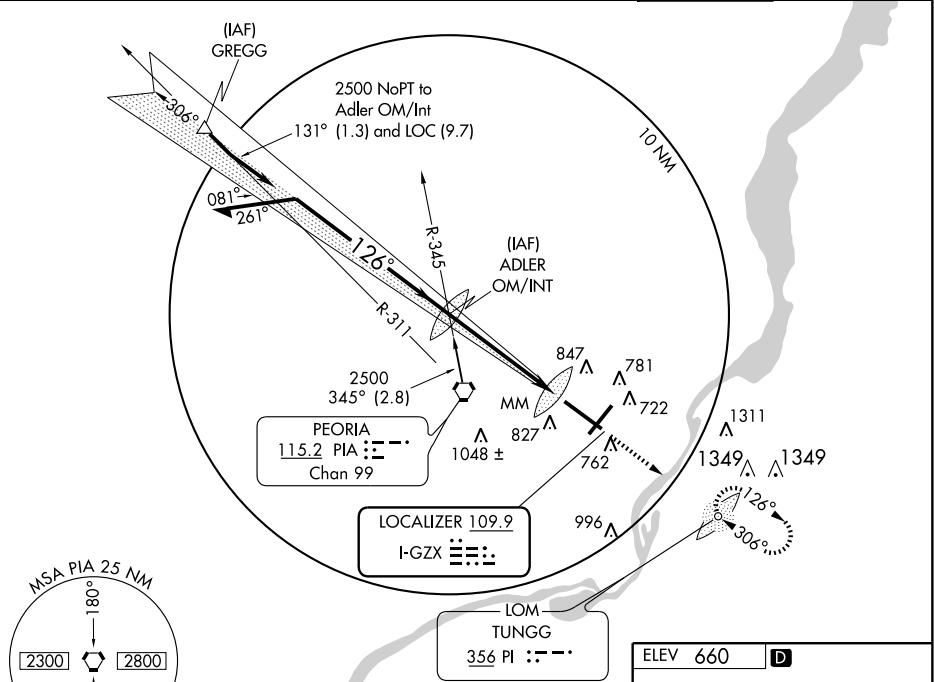 (IAF)
GREGG
2500 NoPT to
Adler OM/Int
131° (1.3) and LOC (9.7)
306°
10 NM
081°
261°
R-345
(IAF)
ADLER
OM/INT
126°
R-311
2500
345° (2.8)
847
781
MM
722
827
1311
PEORIA
115.2 PIA
Chan 99
1048 ±
762
1349
1349
LOCALIZER 109.9
I-GZX
996
126°
306°
MSA PIA 25 NM
180°
2300
2800
LOM
TUNGG
356 PI
ELEV 660 D